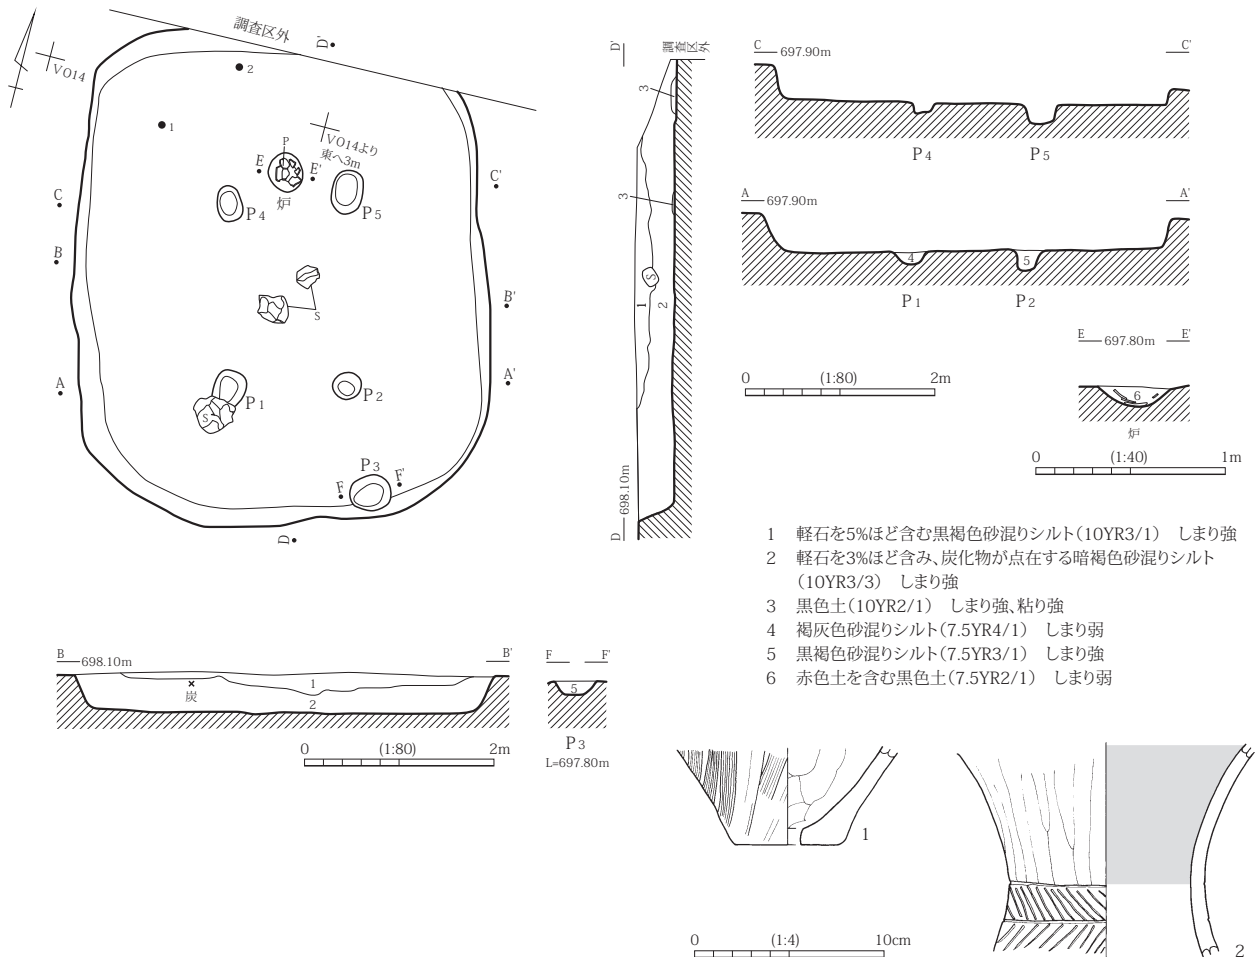 調査区外
D'
VO14
2
1
VO14より
東へ3m
P
E
E'
炉
C
C'
P4
P5
B
B'
S
A
A'
P1
S
P2
P3
F
F'
D
D'
調査区外
3
3
S
1
2
698.10m
D
C
697.90m
C'
P4
P5
A
697.90m
A'
4
5
P1
P2
E
697.80m
E'
0
(1:80)
2m
6
炉
0
(1:40)
1m
1 軽石を5%ほど含む黒褐色砂混りシルト(10YR3/1) しまり強
2 軽石を3%ほど含み、炭化物が点在する暗褐色砂混りシルト
(10YR3/3) しまり強
3 黒色土(10YR2/1) しまり強、粘り強
4 褐灰色砂混りシルト(7.5YR4/1) しまり弱
5 黒褐色砂混りシルト(7.5YR3/1) しまり強
6 赤色土を含む黒色土(7.5YR2/1) しまり弱
B
698.10m
B'
炭
1
2
0
(1:80)
2m
F
F'
5
P3
L=697.80m
1
0
(1:4)
10cm
2